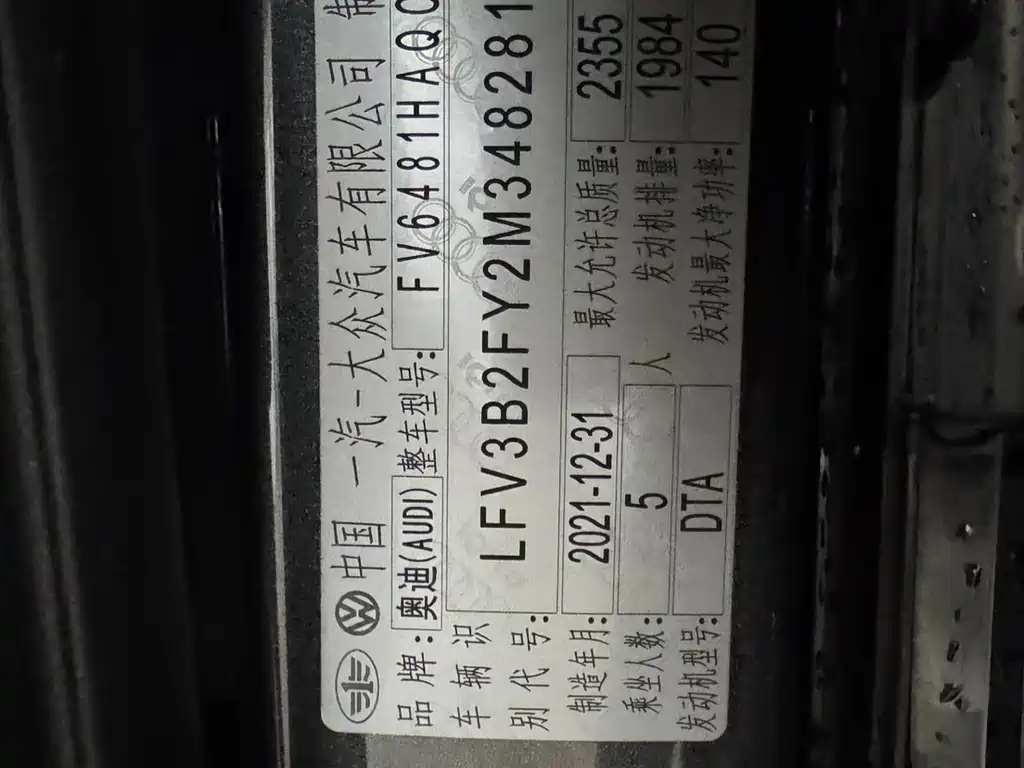 中国 一汽-大众汽车有限公司 制
品牌: 奥迪(AUDI) 整车型号: FV6481HAQ
车辆识别代号: LFV3B2FY2M348281
制造年月: 2021-12-31 最大允许总质量: 2355
乘坐人数: 5 人 发动机排量: 1984
发动机型号: DTA 发动机最大净功率: 140